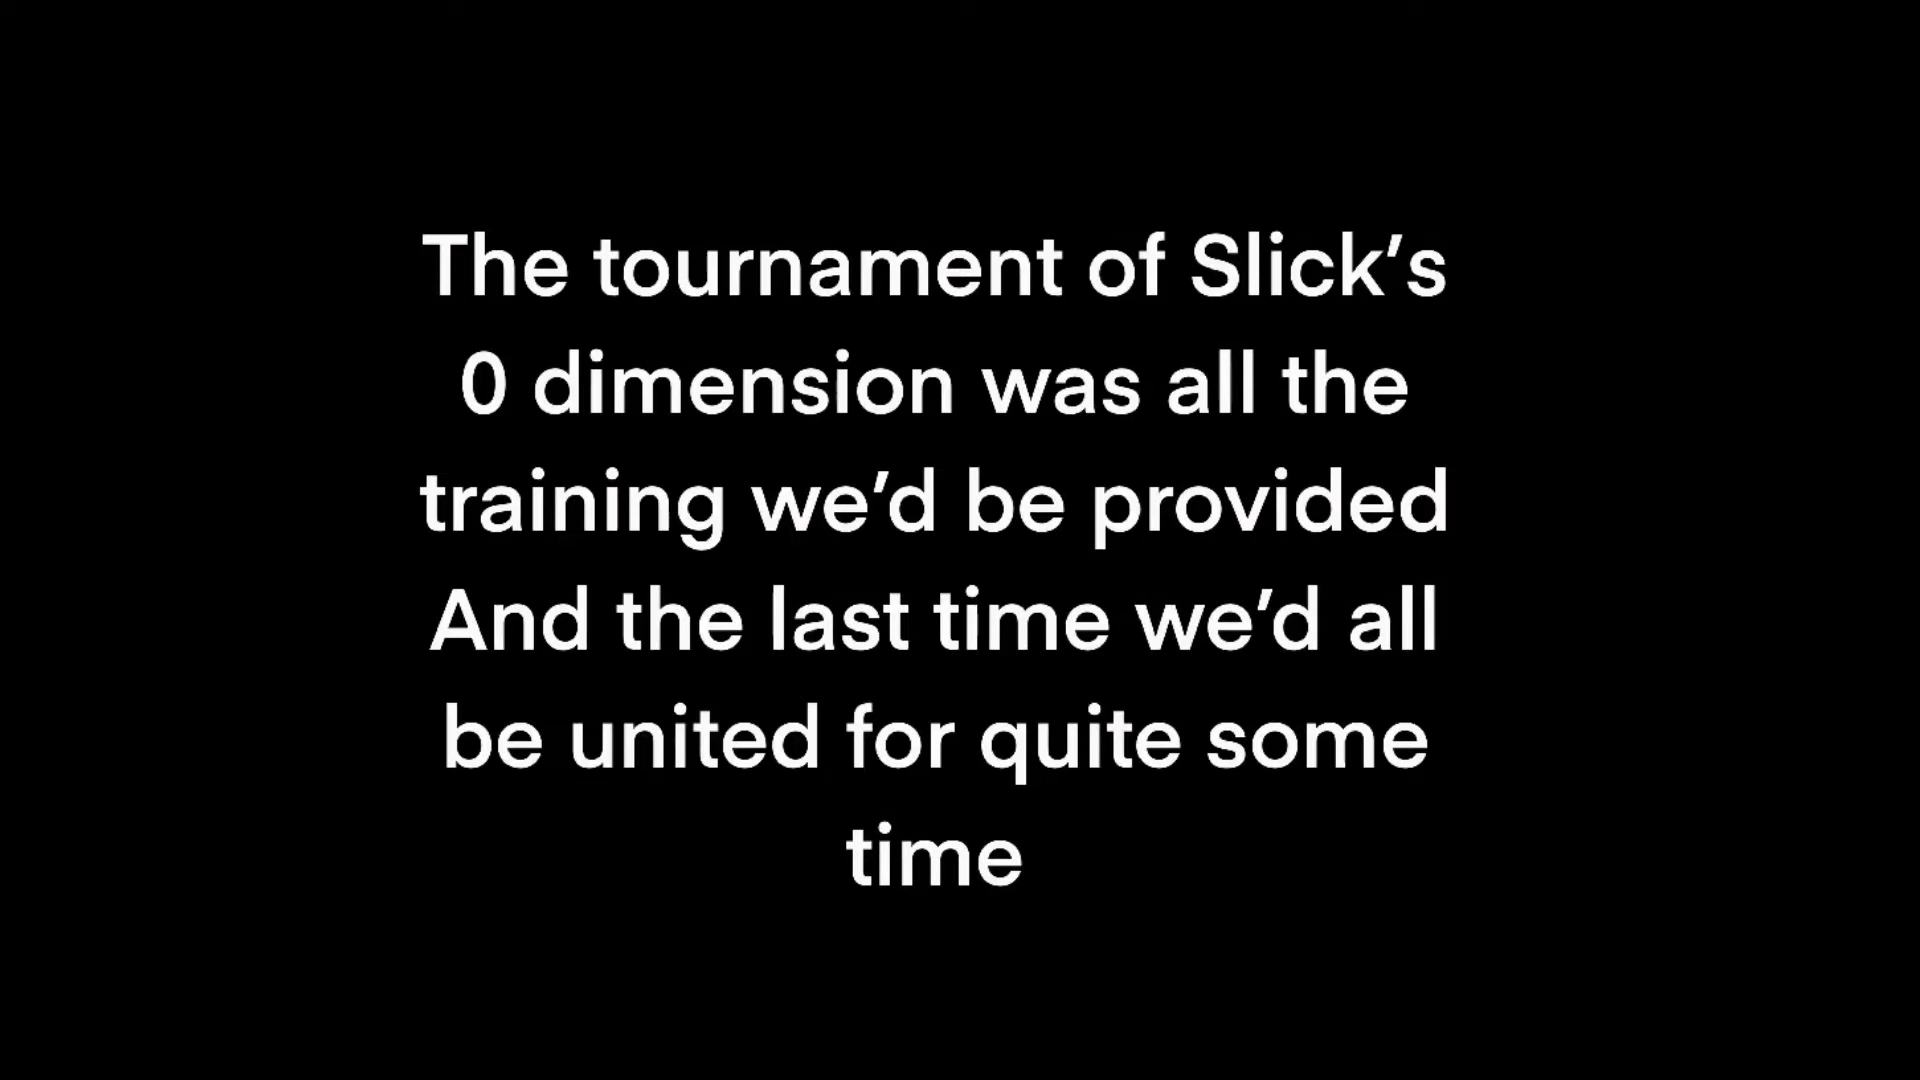 The tournament of Slick’s
0 dimension was all the
training we’d be provided
And the last time we’d all
be united for quite some
time